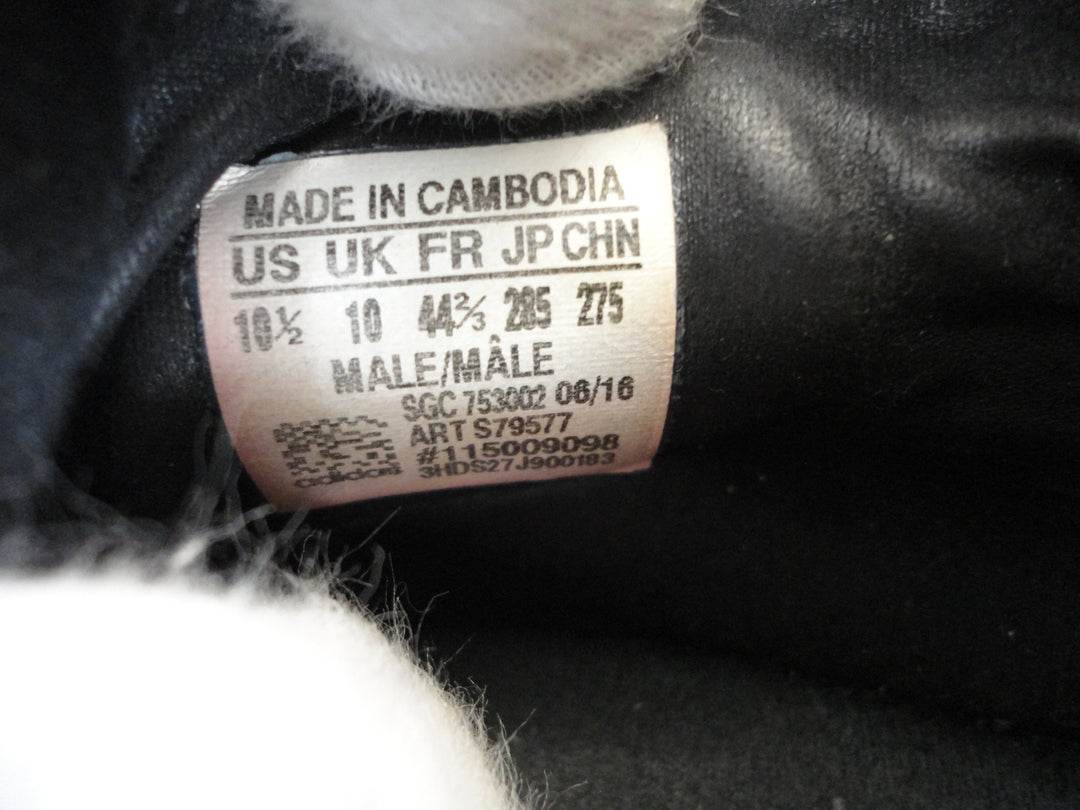 MADE IN CAMBODIA
US UK FR JP CHN
10½ 10 44⅔ 285 275
MALE/MÂLE
SGC 753002 06/16
ART S79577
#115009098
adidas 3HDS27J900183